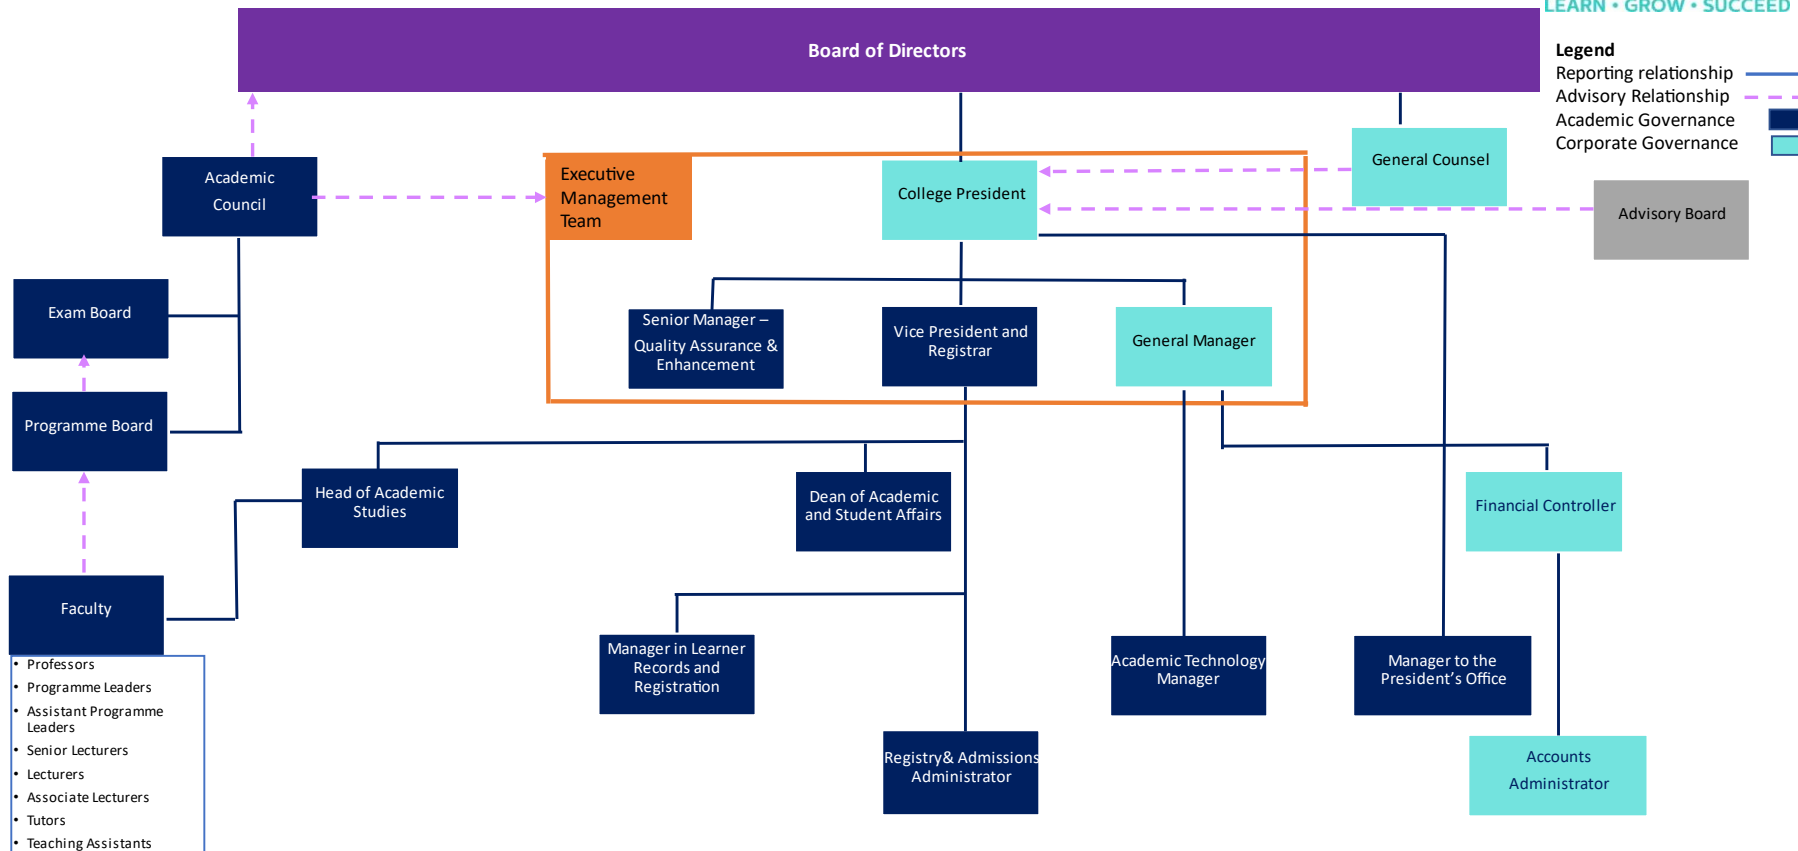 LEARN • GROW • SUCCEED
Board of Directors
Legend
Reporting relationship
Advisory Relationship
Academic Governance
Corporate Governance
Academic
Council
Executive
Management
Team
College President
General Counsel
Advisory Board
Exam Board
Senior Manager –
Quality Assurance &
Enhancement
Vice President and
Registrar
General Manager
Programme Board
Head of Academic
Studies
Dean of Academic
and Student Affairs
Financial Controller
Faculty
• Professors
• Programme Leaders
• Assistant Programme
Leaders
• Senior Lecturers
• Lecturers
• Associate Lecturers
• Tutors
• Teaching Assistants
Manager in Learner
Records and
Registration
Academic Technology
Manager
Manager to the
President’s Office
Registry& Admissions
Administrator
Accounts
Administrator